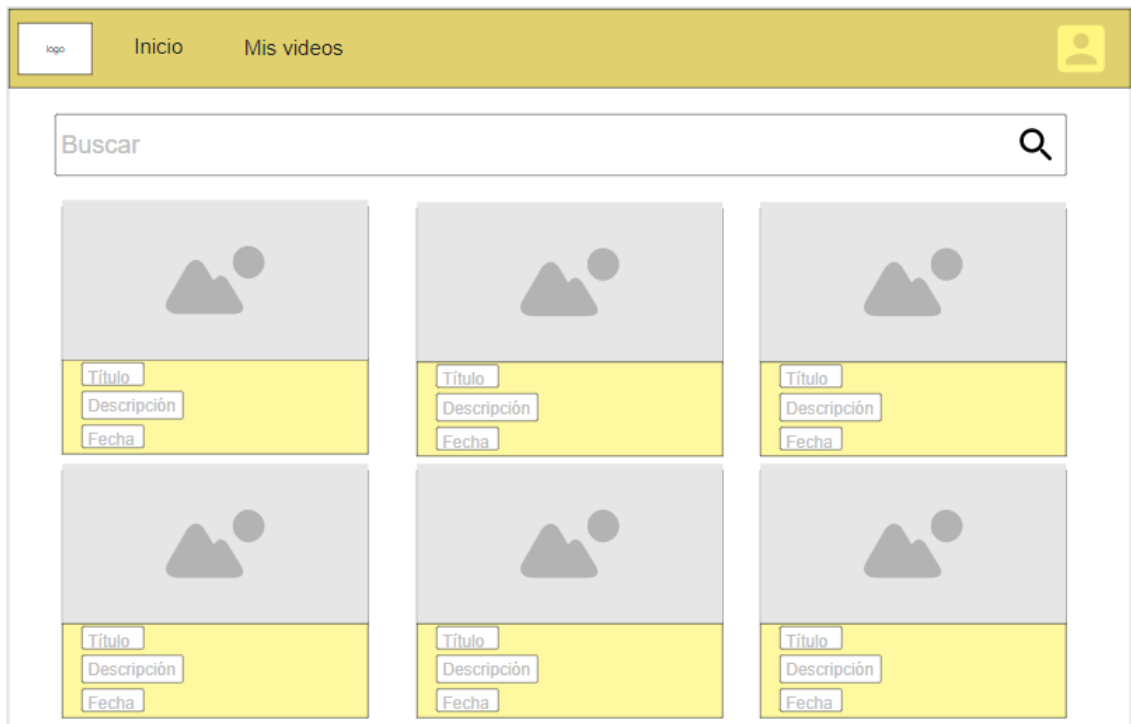 logo Inicio Mis videos
Buscar
Título Título Título
Descripción Descripción Descripción
Fecha Fecha Fecha
Título Título Título
Descripción Descripción Descripción
Fecha Fecha Fecha